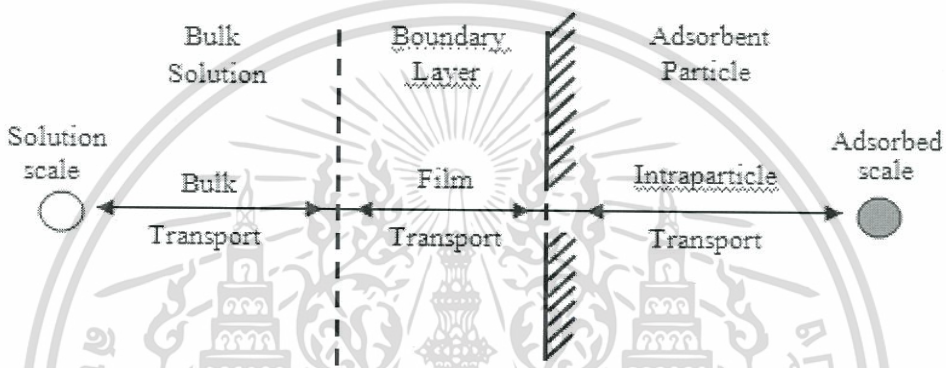 Bulk
Solution
Boundary
Layer
Adsorbent
Particle
Solution
scale
Adsorbed
scale
Bulk
Transport
Film
Transport
Intraparticle
Transport